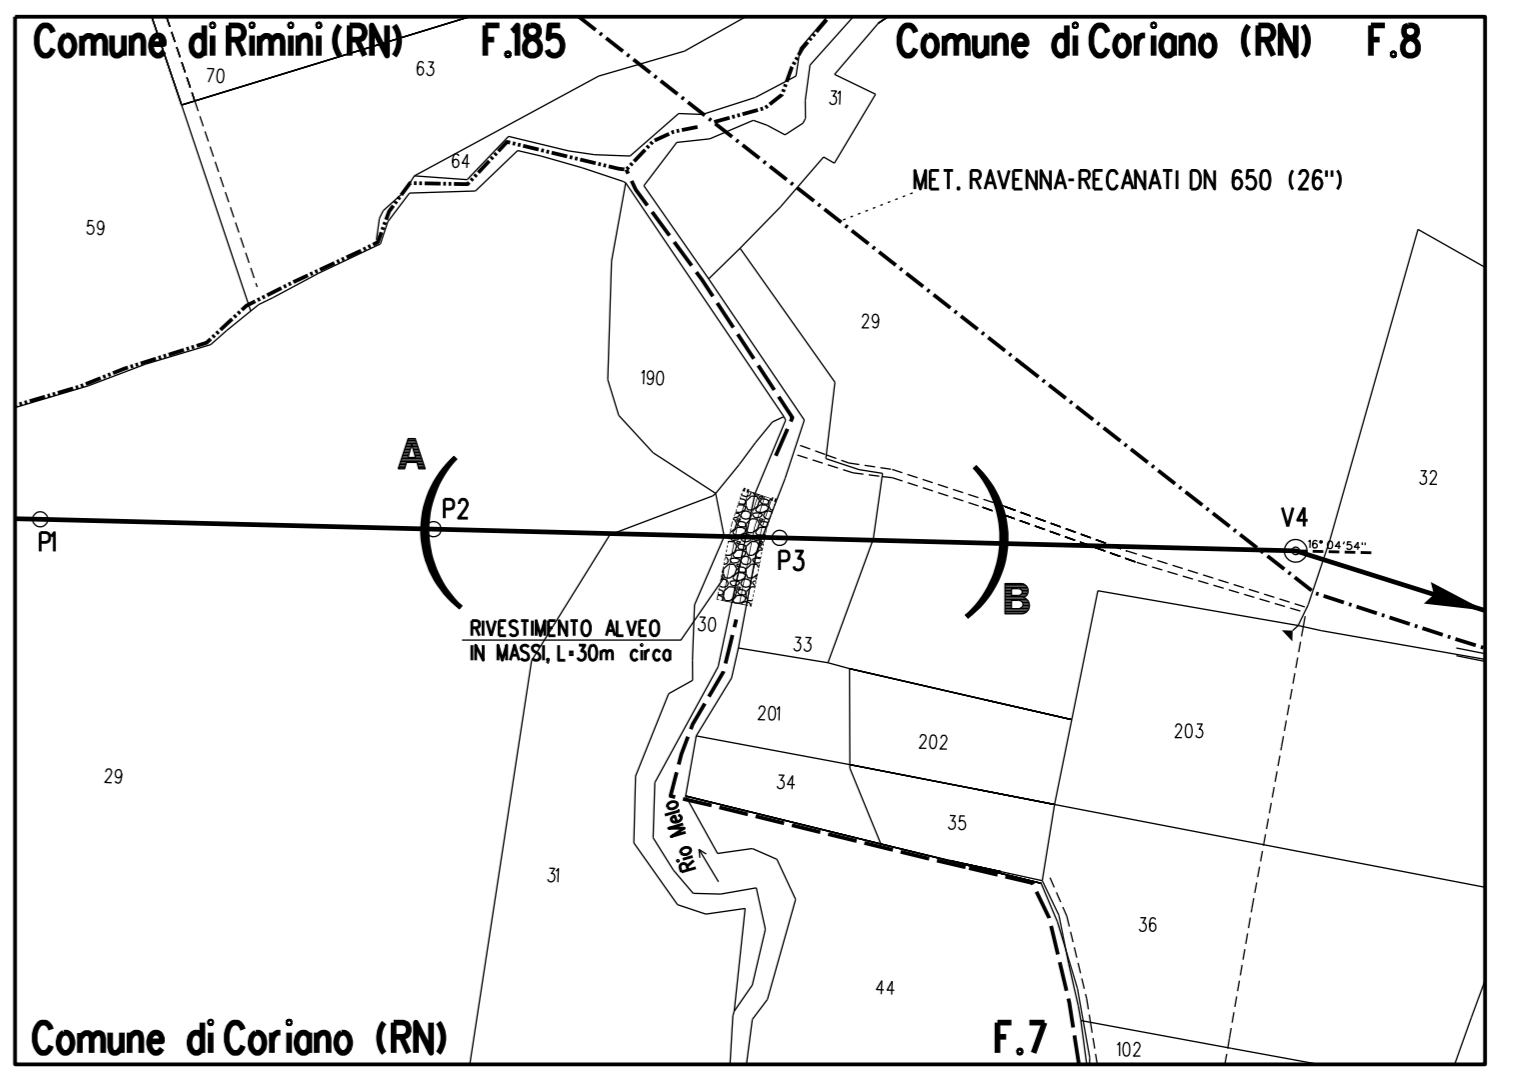 Comune di Rimini (RN) F.185
Comune di Coriano (RN) F.8
70
63
31
64
MET. RAVENNA-RECANATI DN 650 (26")
59
29
190
32
A
P1
P2
P3
V4
16° 04'54"
B
RIVESTIMENTO ALVEO
IN MASSI, L=30m circa
30
33
201
202
203
29
34
35
Rio Melo
31
36
44
Comune di Coriano (RN)
F.7
102